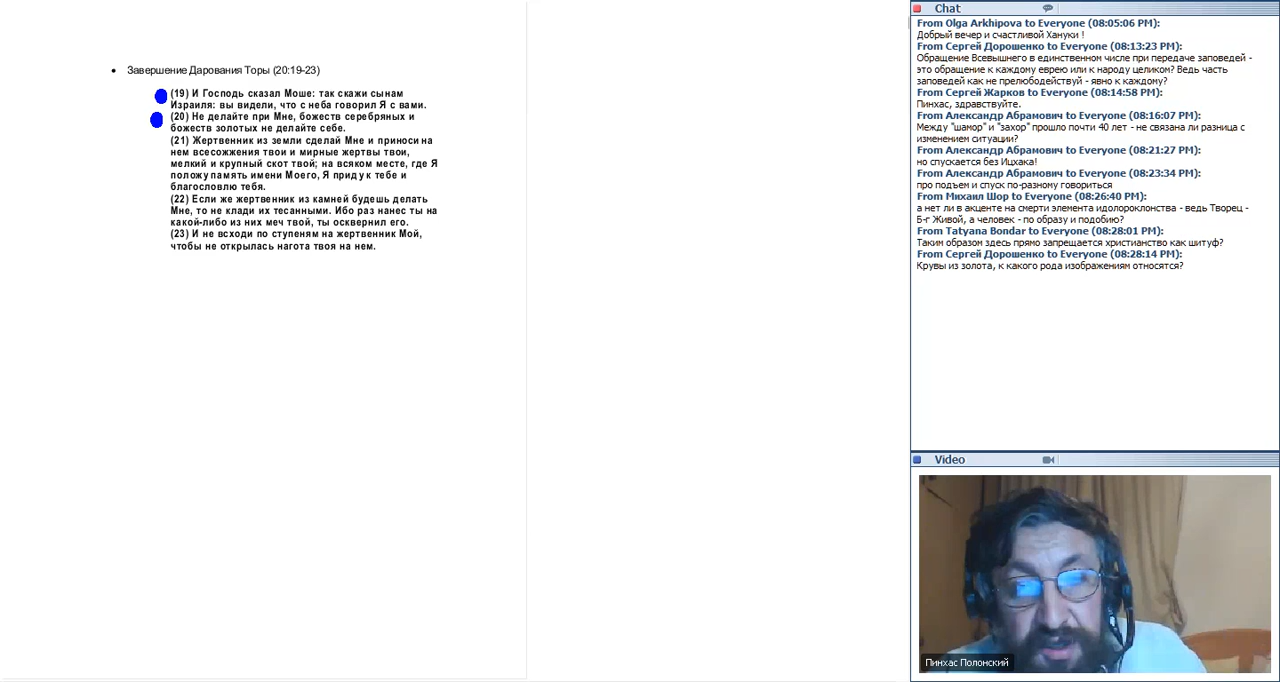 • Завершение Дарования Торы (20:19-23)
(19) И Господь сказал Моше: так скажи сынам
Израиля: вы видели, что с неба говорил Я с вами.
(20) Не делайте при Мне, божеств серебряных и
божеств золотых не делайте себе.
(21) Жертвенник из земли сделай Мне и приноси на
нем всесожжения твои и мирные жертвы твои,
мелкий и крупный скот твой; на всяком месте, где Я
положу память имени Моего, Я приду к тебе и
благословлю тебя.
(22) Если же жертвенник из камней будешь делать
Мне, то не клади их тесанными. Ибо раз нанес ты на
какой-либо из них меч твой, ты осквернил его.
(23) И не всходи по ступеням на жертвенник Мой,
чтобы не открылась нагота твоя на нем.
Chat
From Olga Arkhipova to Everyone (08:05:06 PM):
Добрый вечер и счастливой Хануки !
From Сергей Дорошенко to Everyone (08:13:23 PM):
Обращение Всевышнего в единственном числе при передаче заповедей -
это обращение к каждому еврею или к народу целиком? Ведь часть
заповедей как не прелюбодействуй - явно к каждому?
From Сергей Жарков to Everyone (08:14:58 PM):
Пинхас, здравствуйте.
From Александр Абрамович to Everyone (08:16:07 PM):
Между "шамор" и "захор" прошло почти 40 лет - не связана ли разница с
изменением ситуации?
From Александр Абрамович to Everyone (08:21:27 PM):
но спускается без Ицхака!
From Александр Абрамович to Everyone (08:23:34 PM):
про подъем и спуск по-разному говориться
From Михаил Шор to Everyone (08:26:40 PM):
а нет ли в акценте на смерти элемента идолороклонства - ведь Творец -
Б-г Живой, а человек - по образу и подобию?
From Tatyana Bondar to Everyone (08:28:01 PM):
Таким образом здесь прямо запрещается христианство как шитуф?
From Сергей Дорошенко to Everyone (08:28:14 PM):
Крувы из золота, к какого рода изображениям относятся?
Video
Пинхас Полонский